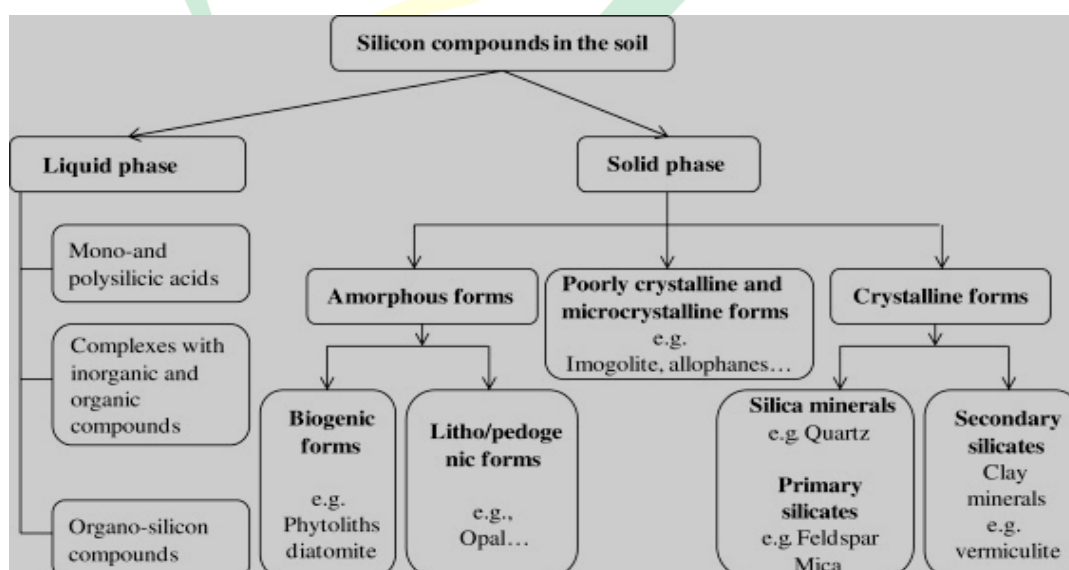 Silicon compounds in the soil
Liquid phase
Solid phase
Mono-and
polysilicic acids
Complexes with
inorganic and
organic
compounds
Organo-silicon
compounds
Amorphous forms
Biogenic
forms
e.g.
Phytoliths
diatomite
Litho/pedoge
nic forms
e.g.,
Opal…
Poorly crystalline and
microcrystalline forms
e.g.
Imogolite, allophanes…
Crystalline forms
Silica minerals
e.g. Quartz
Primary
silicates
e.g. Feldspar
Mica
Secondary
silicates
Clay
minerals
e.g.
vermiculite